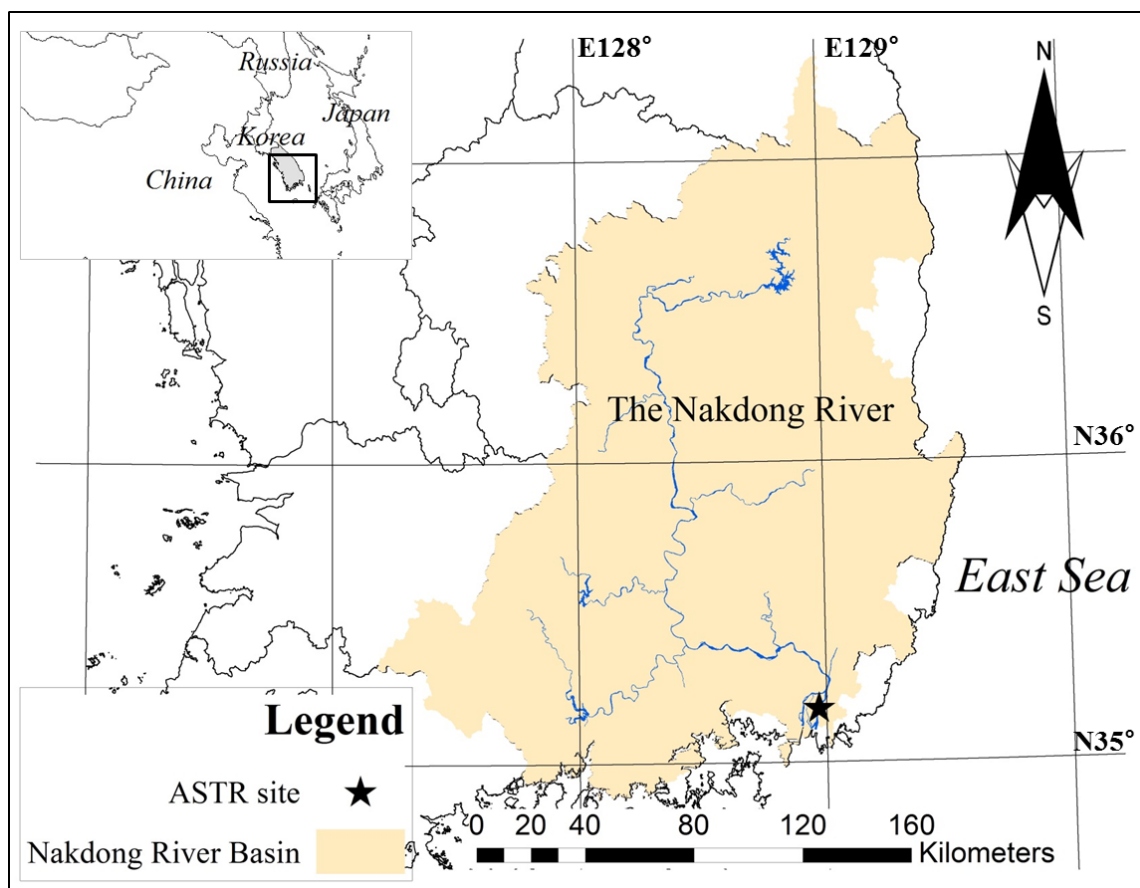 Russia
Japan
Korea
China
E128°
E129°
N
S
The Nakdong River
N36°
East Sea
N35°
Legend
ASTR site
Nakdong River Basin
0 20 40 80 120 160
Kilometers